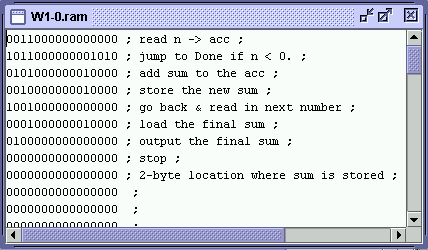 W1-0.ram
0011000000000000 ; read n -> acc ;
1011000000001010 ; jump to Done if n < 0. ;
0101000000010000 ; add sum to the acc ;
0010000000010000 ; store the new sum ;
1001000000000000 ; go back & read in next number ;
0001000000010000 ; load the final sum ;
0100000000000000 ; output the final sum ;
0000000000000000 ; stop ;
0000000000000000 ; 2-byte location where sum is stored ;
0000000000000000 ;
0000000000000000 ;
0000000000000000 ;